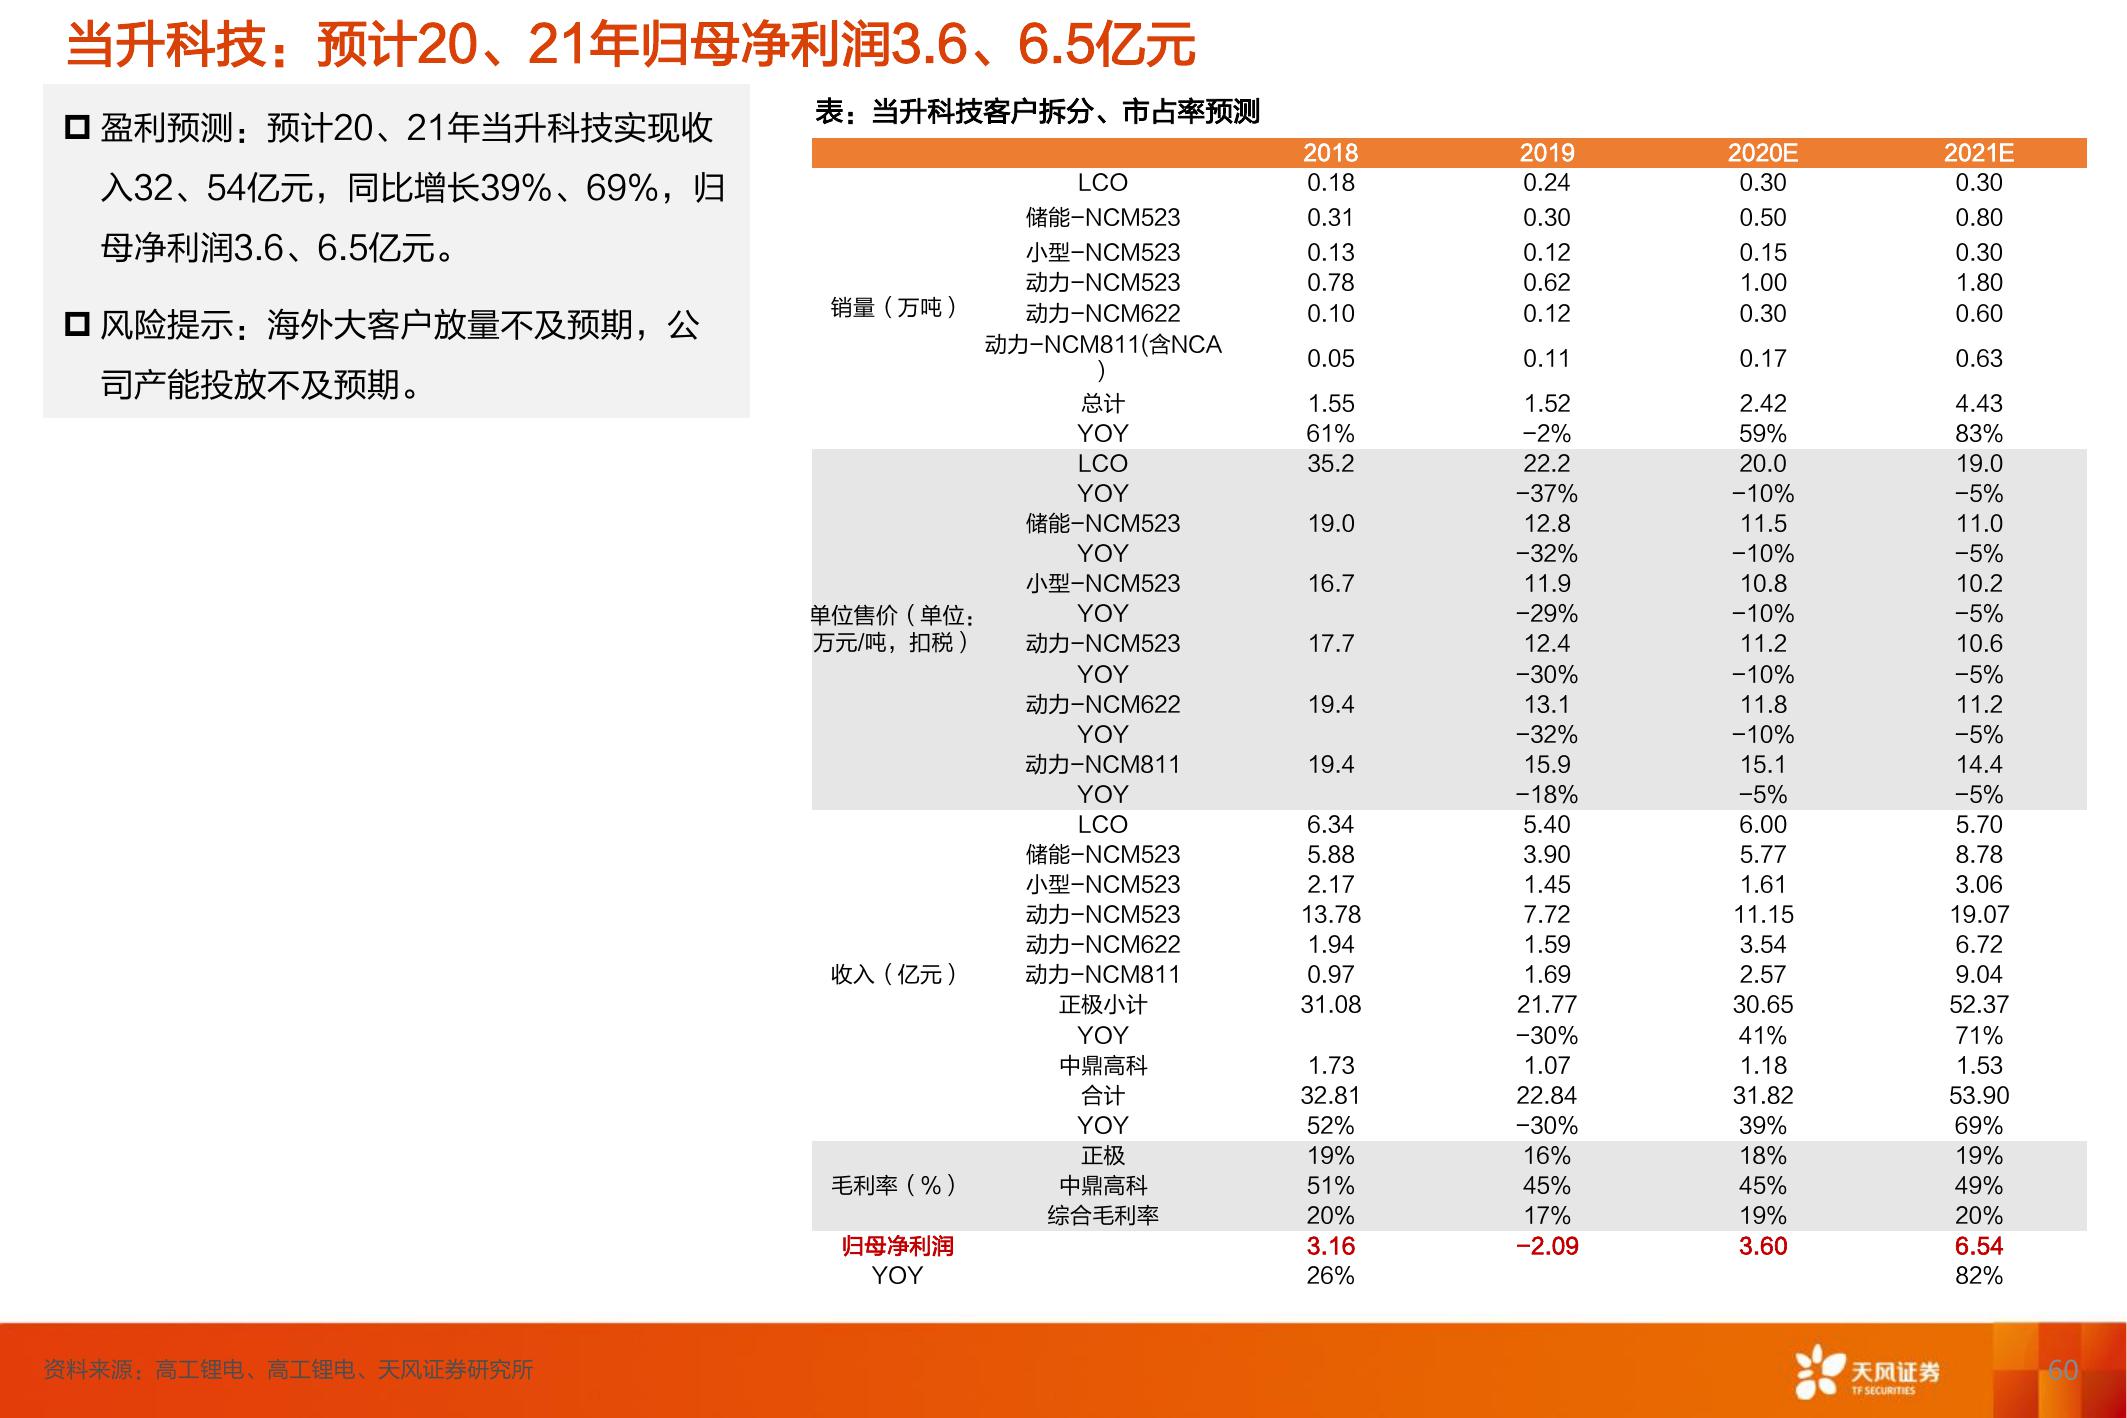 当升科技：预计20、21年归母净利润3.6、6.5亿元
盈利预测：预计20、21年当升科技实现收
入32、54亿元，同比增长39%、69%，归
母净利润3.6、6.5亿元。
风险提示：海外大客户放量不及预期，公
司产能投放不及预期。
表：当升科技客户拆分、市占率预测
2018 2019 2020E 2021E
LCO 0.18 0.24 0.30 0.30
储能-NCM523 0.31 0.30 0.50 0.80
小型-NCM523 0.13 0.12 0.15 0.30
动力-NCM523 0.78 0.62 1.00 1.80
销量（万吨）
动力-NCM622 0.10 0.12 0.30 0.60
动力-NCM811(含NCA
) 0.05 0.11 0.17 0.63
总计 1.55 1.52 2.42 4.43
YOY 61% -2% 59% 83%
LCO 35.2 22.2 20.0 19.0
YOY -37% -10% -5%
储能-NCM523 19.0 12.8 11.5 11.0
YOY -32% -10% -5%
小型-NCM523 16.7 11.9 10.8 10.2
单位售价（单位：
万元/吨，扣税）
YOY -29% -10% -5%
动力-NCM523 17.7 12.4 11.2 10.6
YOY -30% -10% -5%
动力-NCM622 19.4 13.1 11.8 11.2
YOY -32% -10% -5%
动力-NCM811 19.4 15.9 15.1 14.4
YOY -18% -5% -5%
LCO 6.34 5.40 6.00 5.70
储能-NCM523 5.88 3.90 5.77 8.78
小型-NCM523 2.17 1.45 1.61 3.06
动力-NCM523 13.78 7.72 11.15 19.07
动力-NCM622 1.94 1.59 3.54 6.72
收入（亿元） 动力-NCM811 0.97 1.69 2.57 9.04
正极小计 31.08 21.77 30.65 52.37
YOY -30% 41% 71%
中鼎高科 1.73 1.07 1.18 1.53
合计 32.81 22.84 31.82 53.90
YOY 52% -30% 39% 69%
正极 19% 16% 18% 19%
毛利率（%） 中鼎高科 51% 45% 45% 49%
综合毛利率 20% 17% 19% 20%
归母净利润 3.16 -2.09 3.60 6.54
YOY 26% 82%
资料来源：高工锂电、高工锂电、天风证券研究所
天风证券
TF SECURITIES
60